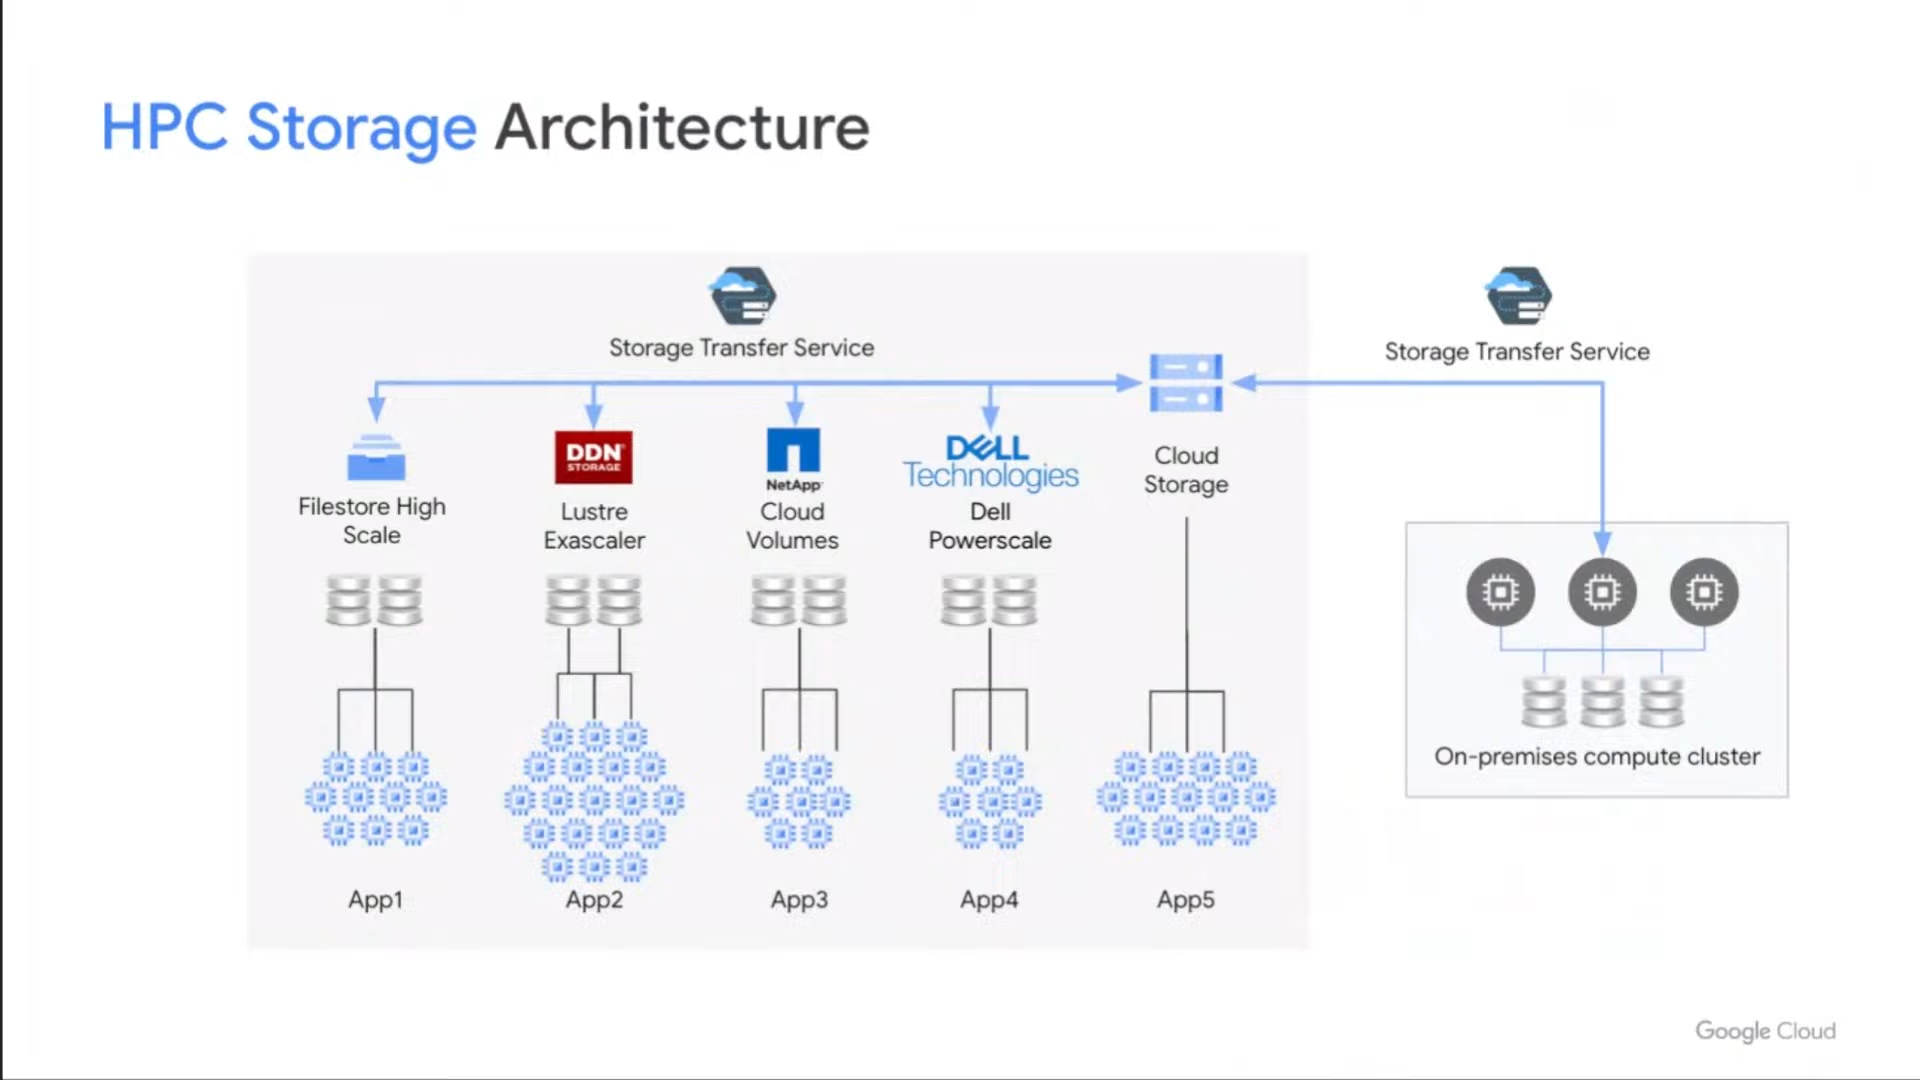 HPC Storage Architecture
Storage Transfer Service
Storage Transfer Service
DDN
STORAGE
NetApp
DELL
Technologies
Filestore High
Scale
Lustre
Exascaler
Cloud
Volumes
Dell
Powerscale
Cloud
Storage
On-premises compute cluster
App1
App2
App3
App4
App5
Google Cloud